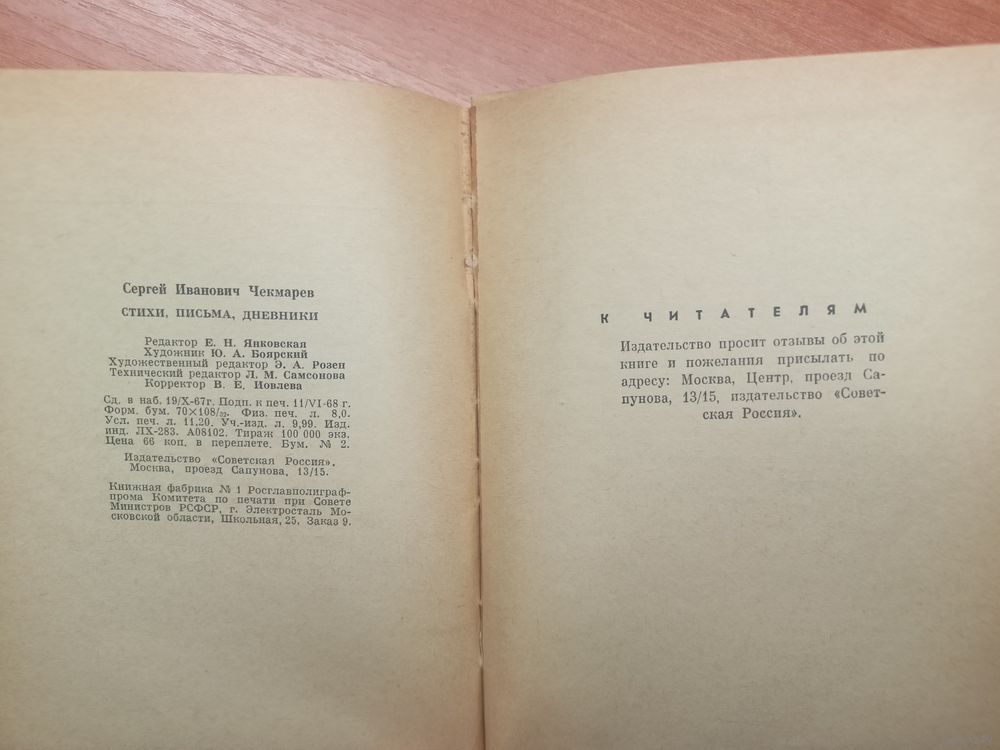 Сергей Иванович Чекмарев
СТИХИ, ПИСЬМА, ДНЕВНИКИ
Редактор Е. Н. Янковская
Художник Ю. А. Боярский
Художественный редактор Э. А. Розен
Технический редактор Л. М. Самсонова
Корректор В. Е. Иовлева
Сд. в наб. 19/X-67г. Подп. к печ. 11/VI-68 г.
Форм. бум. 70×108/32. Физ. печ. л. 8,0.
Усл. печ. л. 11,20. Уч.-изд. л. 9,99. Изд.
инд. ЛХ-283. А08102. Тираж 100 000 экз.
Цена 66 коп. в переплете. Бум. № 2.
Издательство «Советская Россия».
Москва, проезд Сапунова, 13/15.
Книжная фабрика № 1 Росглавполиграф-
прома Комитета по печати при Совете
Министров РСФСР, г. Электросталь Мо-
сковской области, Школьная, 25. Заказ 9.
К ЧИТАТЕЛЯМ
Издательство просит отзывы об этой
книге и пожелания присылать по
адресу: Москва, Центр, проезд Са-
пунова, 13/15, издательство «Совет-
ская Россия».